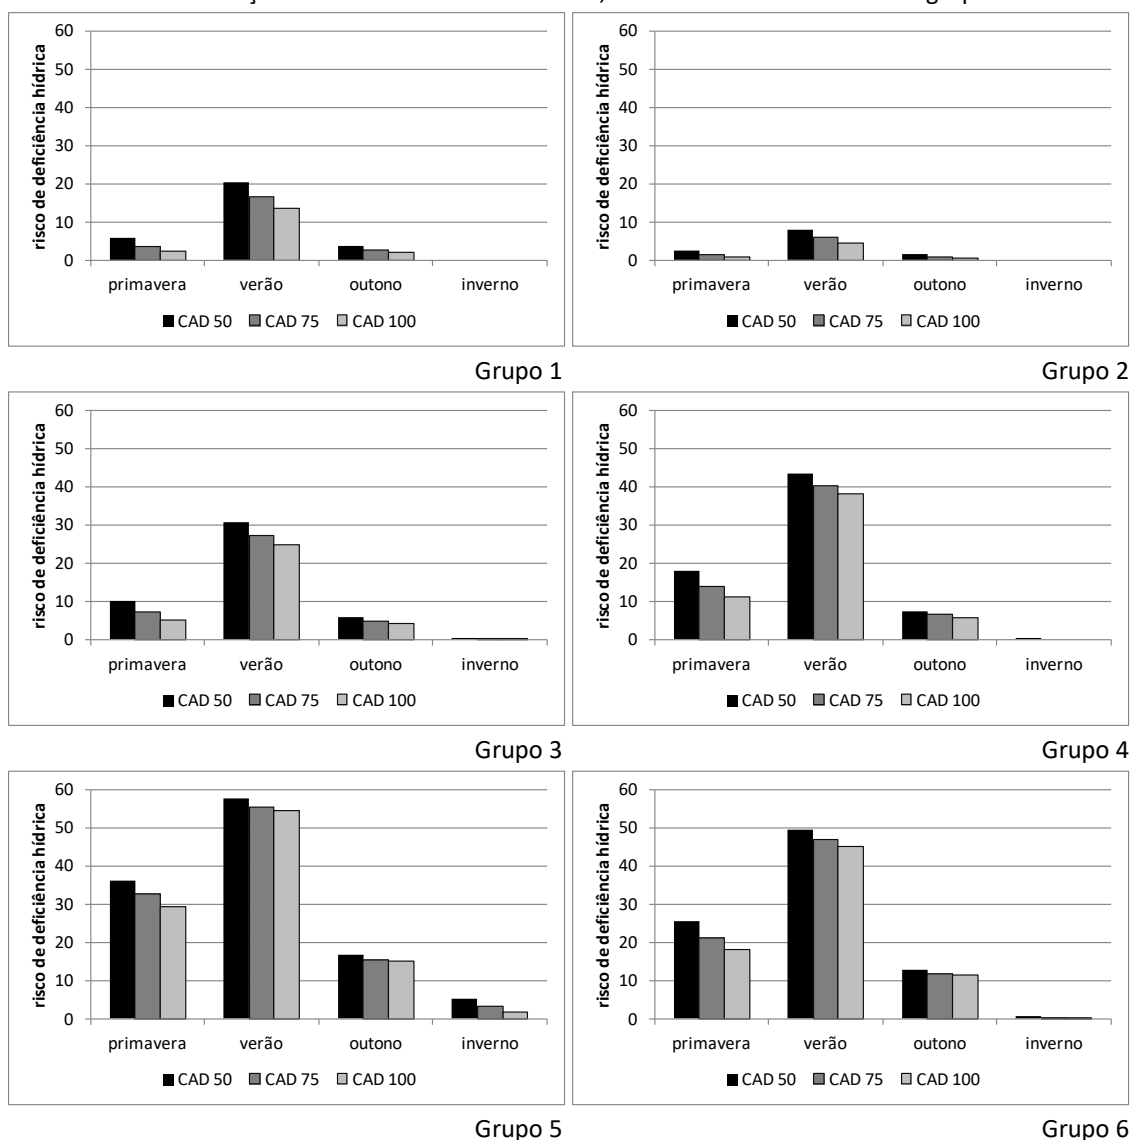 60
50
40
30
20
10
0
risco de deficiência hídrica
primavera verão outono inverno
CAD 50 CAD 75 CAD 100
Grupo 1
60
50
40
30
20
10
0
risco de deficiência hídrica
primavera verão outono inverno
CAD 50 CAD 75 CAD 100
Grupo 2
60
50
40
30
20
10
0
risco de deficiência hídrica
primavera verão outono inverno
CAD 50 CAD 75 CAD 100
Grupo 3
60
50
40
30
20
10
0
risco de deficiência hídrica
primavera verão outono inverno
CAD 50 CAD 75 CAD 100
Grupo 4
60
50
40
30
20
10
0
risco de deficiência hídrica
primavera verão outono inverno
CAD 50 CAD 75 CAD 100
Grupo 5
60
50
40
30
20
10
0
risco de deficiência hídrica
primavera verão outono inverno
CAD 50 CAD 75 CAD 100
Grupo 6